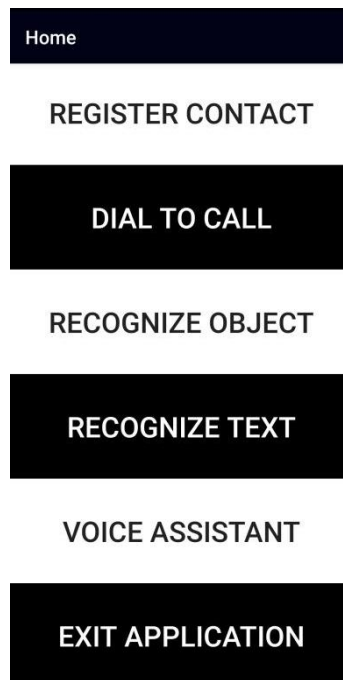 Home
REGISTER CONTACT
DIAL TO CALL
RECOGNIZE OBJECT
RECOGNIZE TEXT
VOICE ASSISTANT
EXIT APPLICATION